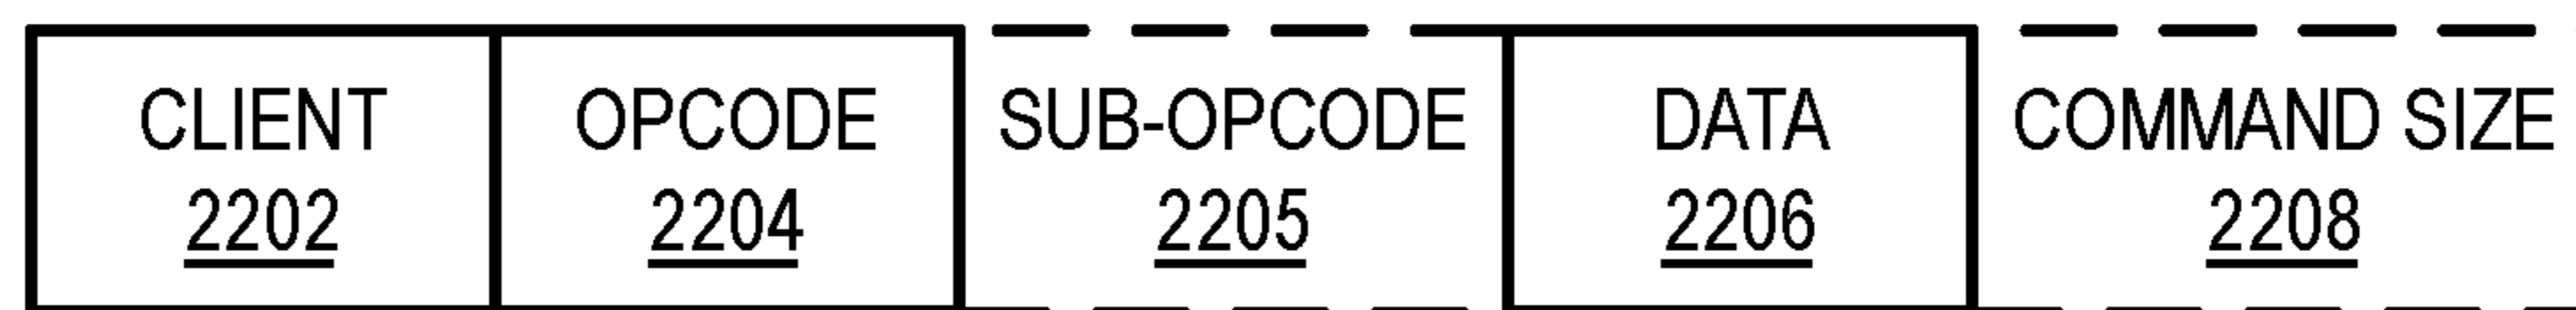 CLIENT OPCODE SUB-OPCODE DATA COMMAND SIZE
2202 2204 2205 2206 2208